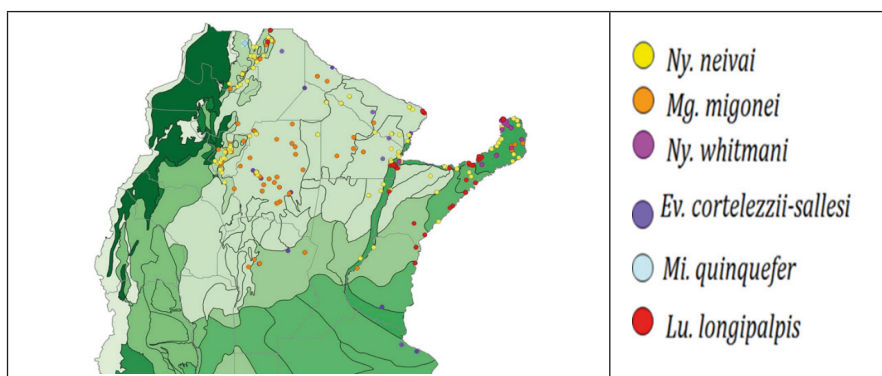 Ny. neivai
Mg. migonei
Ny. whitmani
Ev. cortelezzii-sallesi
Mi. quinquefer
Lu. longipalpis